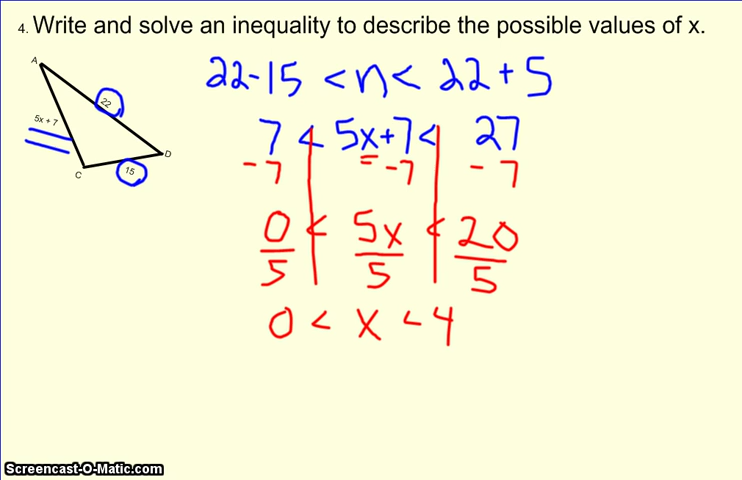 4. Write and solve an inequality to describe the possible values of x.
A
22
5x + 7
D
C
15
22-15 < n < 22 + 5
7 < 5x+7 < 27
-7 -7 -7
0/5 < 5x/5 < 20/5
0 < x < 4
Screencast-O-Matic.com